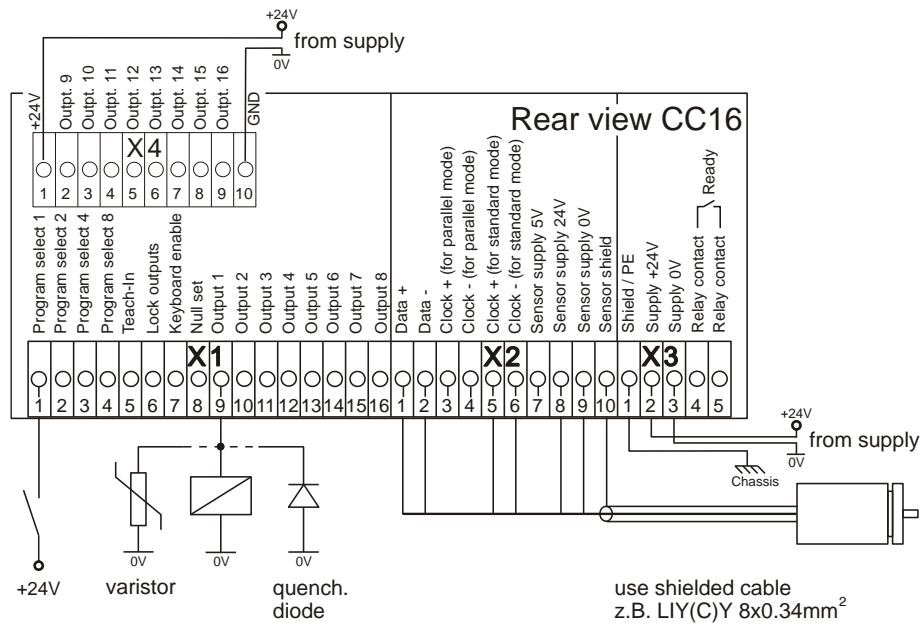 +24V
from supply
0V
+24V
Outpt. 9
Outpt. 10
Outpt. 11
Outpt. 12
Outpt. 13
Outpt. 14
Outpt. 15
Outpt. 16
GND
Rear view CC16
X4
1 2 3 4 5 6 7 8 9 10
Program select 1
Program select 2
Program select 4
Program select 8
Teach-In
Lock outputs
Keyboard enable
Null set
Output 1
Output 2
Output 3
Output 4
Output 5
Output 6
Output 7
Output 8
Data +
Data -
Clock + (for parallel mode)
Clock - (for parallel mode)
Clock + (for standard mode)
Clock - (for standard mode)
Sensor supply 5V
Sensor supply 24V
Sensor supply 0V
Sensor shield
Shield / PE
Supply +24V
Supply 0V
Relay contact
Relay contact
Ready
X1 X2 X3
1 2 3 4 5 6 7 8 9 10 11 12 13 14 15 16 1 2 3 4 5 6 7 8 9 10 1 2 3 4 5
+24V
from supply
0V
Chassis
0V
0V
0V
+24V
varistor
quench.
diode
use shielded cable
z.B. LIY(C)Y 8x0.34mm²